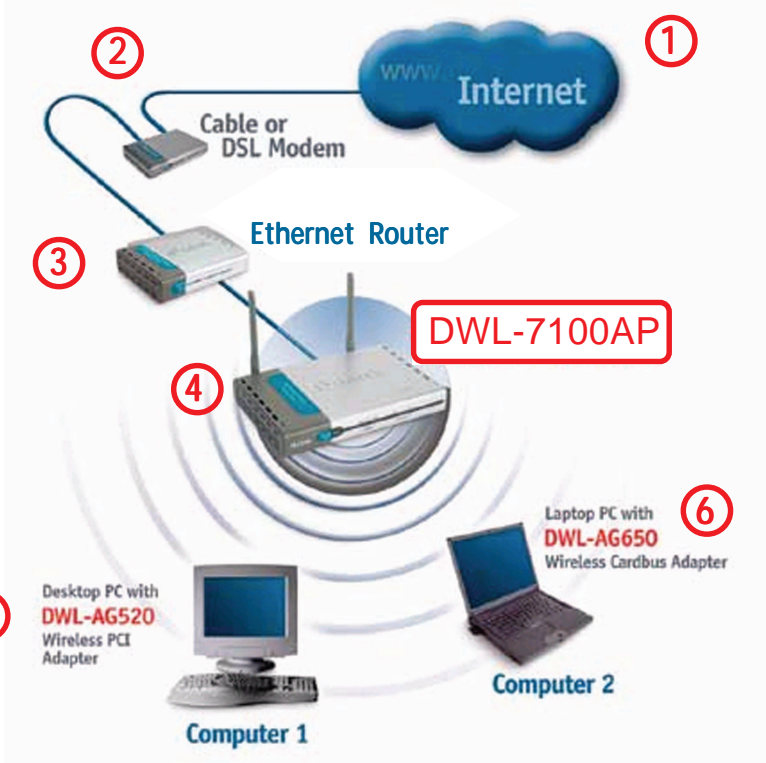 1
2
www.
Internet
Cable or
DSL Modem
Ethernet Router
3
DWL-7100AP
4
6
Laptop PC with
DWL-AG650
Wireless Cardbus Adapter
Desktop PC with
DWL-AG520
Wireless PCI
Adapter
Computer 2
Computer 1